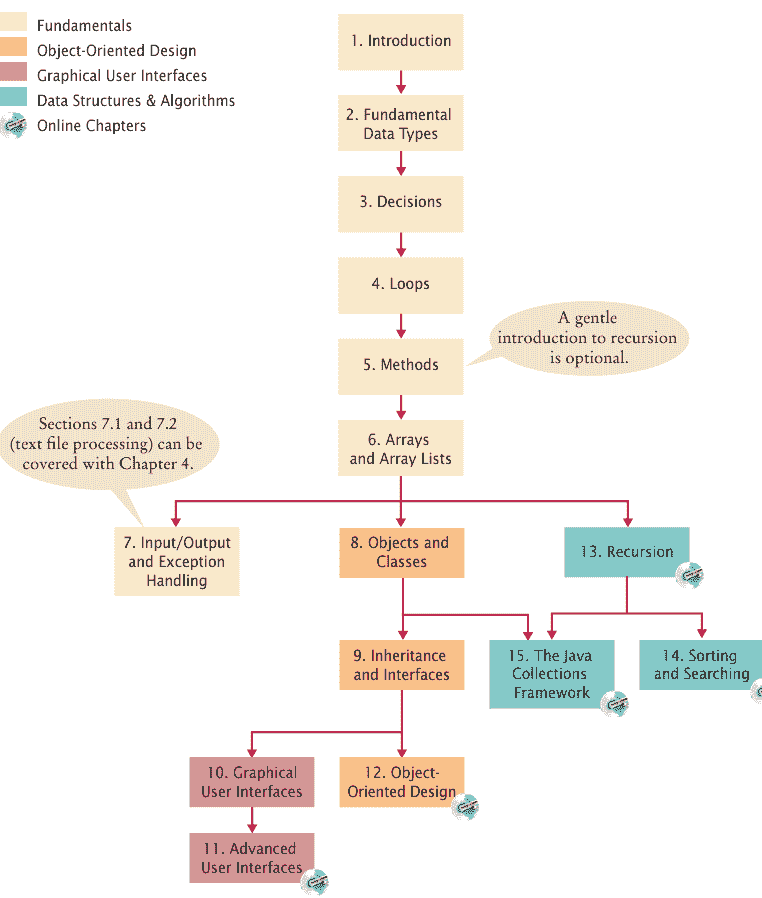 Fundamentals
Object-Oriented Design
Graphical User Interfaces
Data Structures & Algorithms
Online Chapters
1. Introduction
2. Fundamental
Data Types
3. Decisions
4. Loops
A gentle
introduction to recursion
is optional.
5. Methods
Sections 7.1 and 7.2
(text file processing) can be
covered with Chapter 4.
6. Arrays
and Array Lists
7. Input/Output
and Exception
Handling
8. Objects and
Classes
13. Recursion
9. Inheritance
and Interfaces
15. The Java
Collections
Framework
14. Sorting
and Searching
10. Graphical
User Interfaces
12. Object-
Oriented Design
11. Advanced
User Interfaces